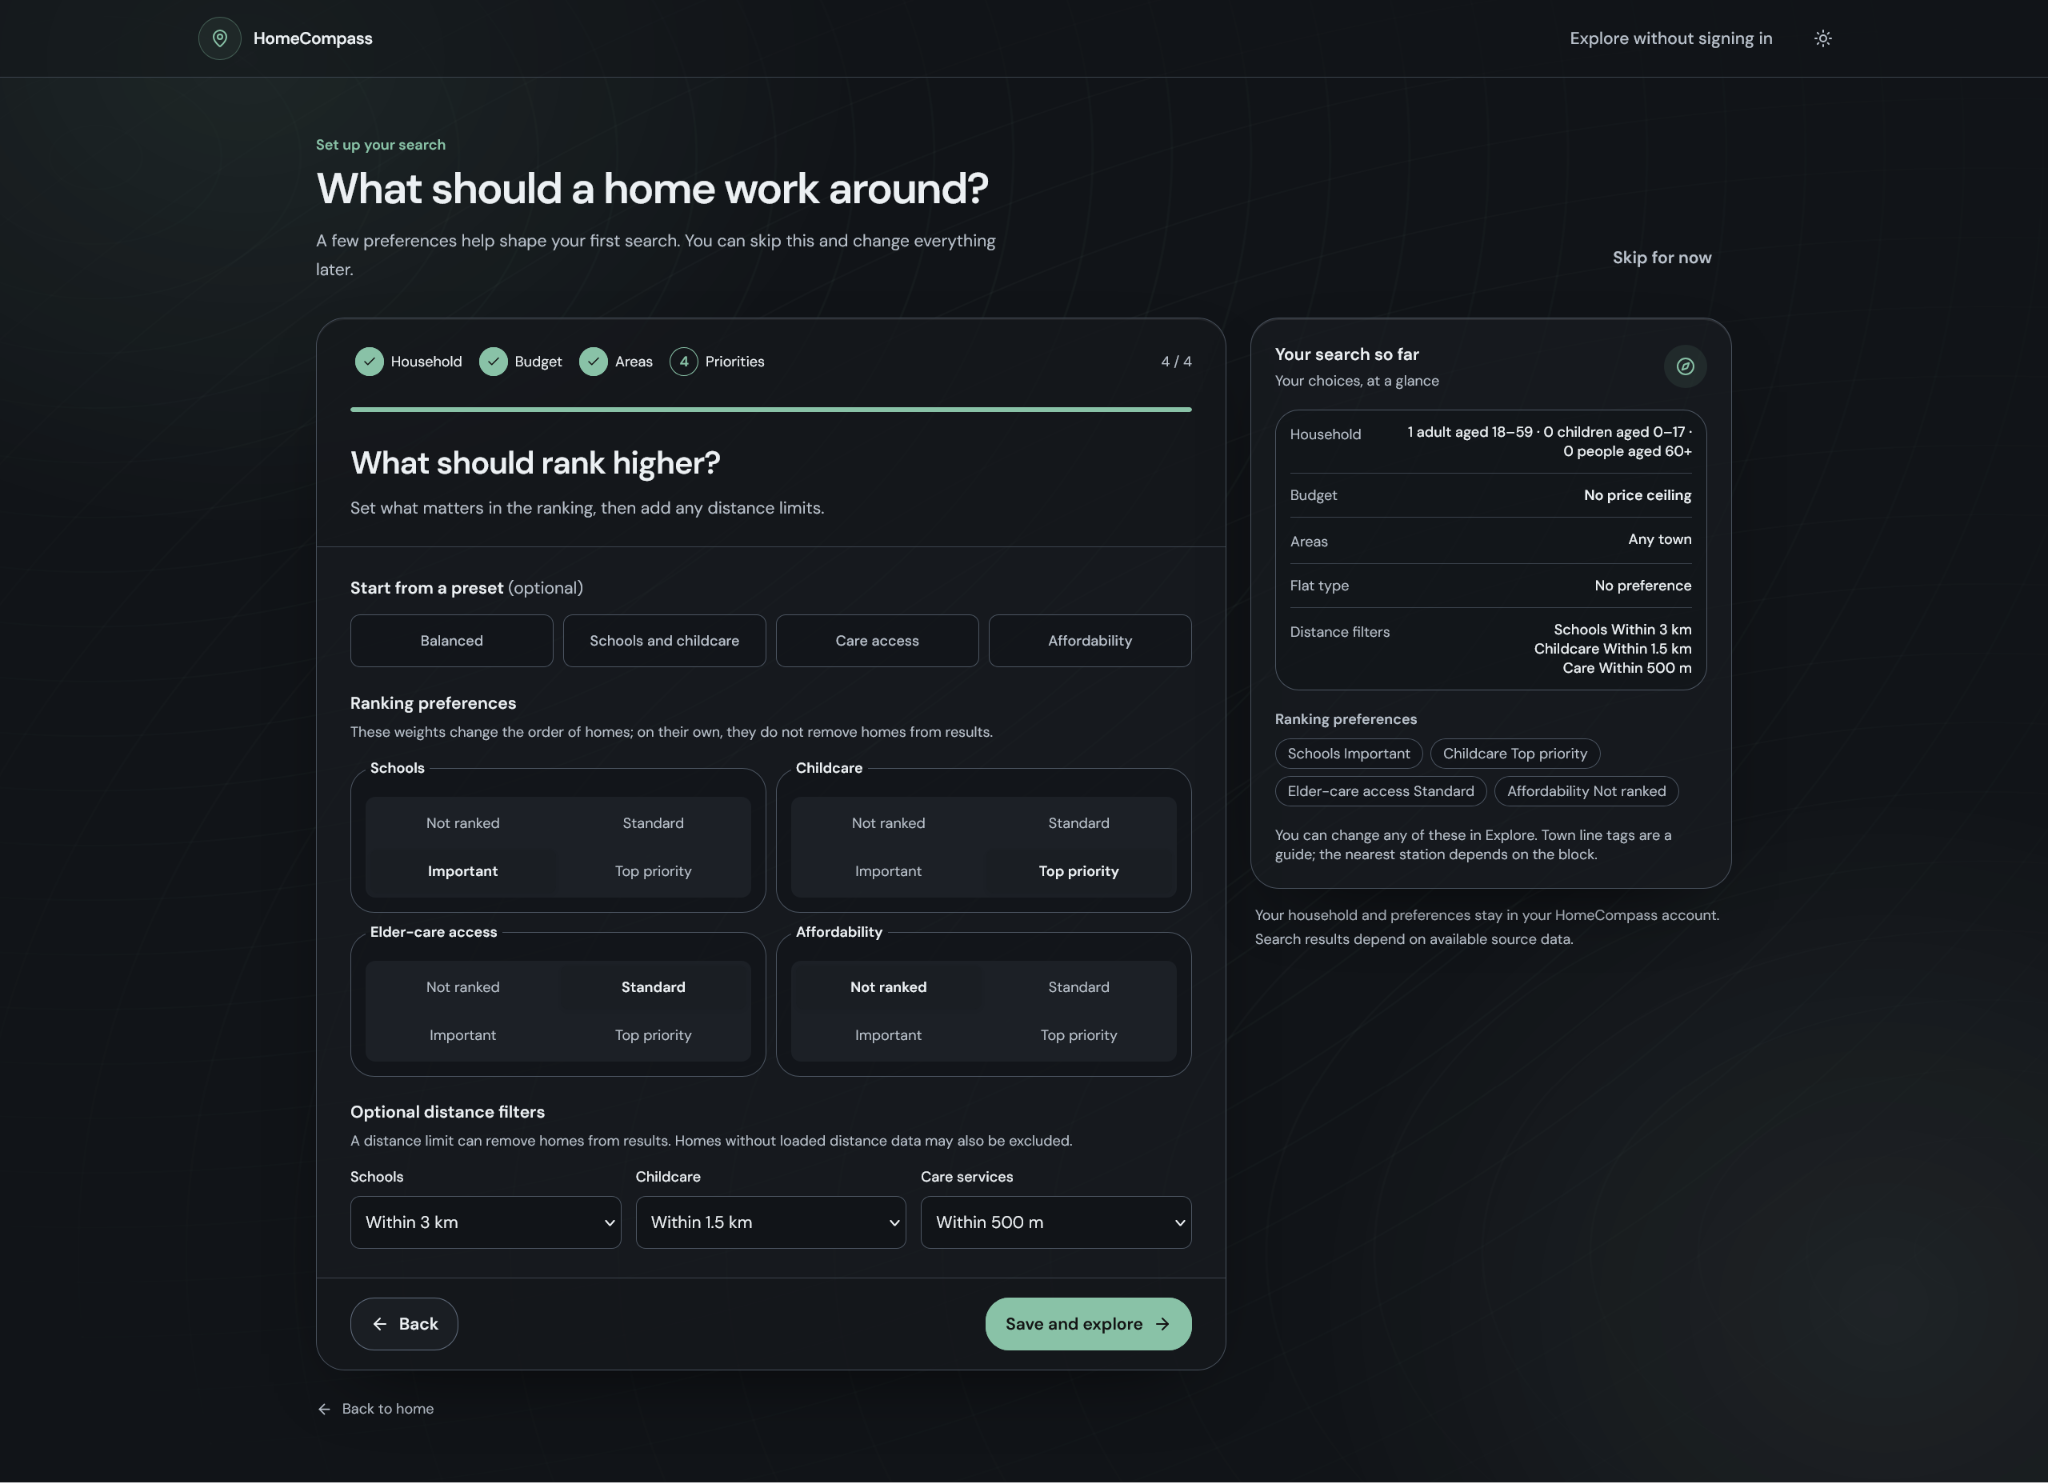 HomeCompass
Explore without signing in
Set up your search
What should a home work around?
A few preferences help shape your first search. You can skip this and change everything
later.
Skip for now
Household
Budget
Areas
4
Priorities
4 / 4
What should rank higher?
Set what matters in the ranking, then add any distance limits.
Start from a preset (optional)
Balanced
Schools and childcare
Care access
Affordability
Ranking preferences
These weights change the order of homes; on their own, they do not remove homes from results.
Schools
Not ranked
Standard
Important
Top priority
Childcare
Not ranked
Standard
Important
Top priority
Elder-care access
Not ranked
Standard
Important
Top priority
Affordability
Not ranked
Standard
Important
Top priority
Optional distance filters
A distance limit can remove homes from results. Homes without loaded distance data may also be excluded.
Schools
Within 3 km
Childcare
Within 1.5 km
Care services
Within 500 m
Back
Save and explore
Back to home
Your search so far
Your choices, at a glance
Household
1 adult aged 18–59 · 0 children aged 0–17 ·
0 people aged 60+
Budget
No price ceiling
Areas
Any town
Flat type
No preference
Distance filters
Schools Within 3 km
Childcare Within 1.5 km
Care Within 500 m
Ranking preferences
Schools Important
Childcare Top priority
Elder-care access Standard
Affordability Not ranked
You can change any of these in Explore. Town line tags are a
guide; the nearest station depends on the block.
Your household and preferences stay in your HomeCompass account.
Search results depend on available source data.